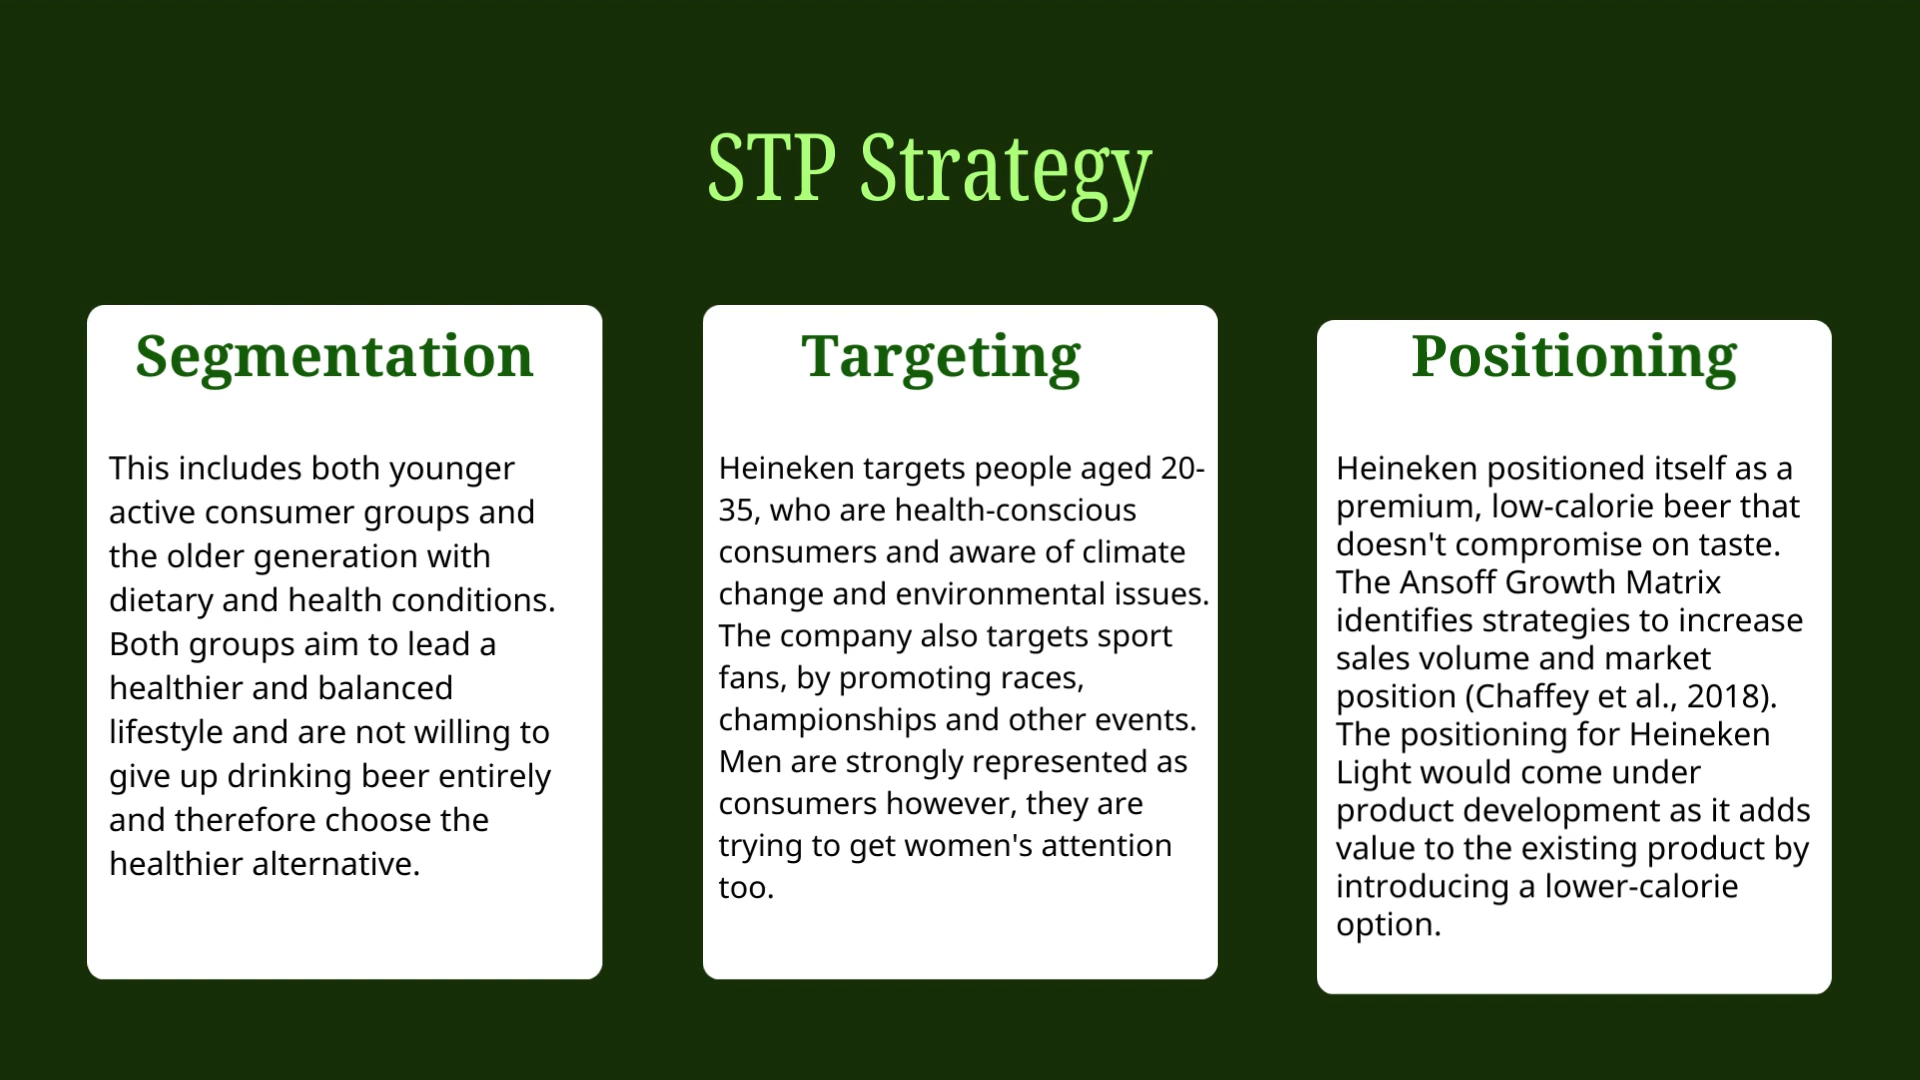 STP Strategy
Segmentation
This includes both younger
active consumer groups and
the older generation with
dietary and health conditions.
Both groups aim to lead a
healthier and balanced
lifestyle and are not willing to
give up drinking beer entirely
and therefore choose the
healthier alternative.
Targeting
Heineken targets people aged 20-
35, who are health-conscious
consumers and aware of climate
change and environmental issues.
The company also targets sport
fans, by promoting races,
championships and other events.
Men are strongly represented as
consumers however, they are
trying to get women's attention
too.
Positioning
Heineken positioned itself as a
premium, low-calorie beer that
doesn't compromise on taste.
The Ansoff Growth Matrix
identifies strategies to increase
sales volume and market
position (Chaffey et al., 2018).
The positioning for Heineken
Light would come under
product development as it adds
value to the existing product by
introducing a lower-calorie
option.